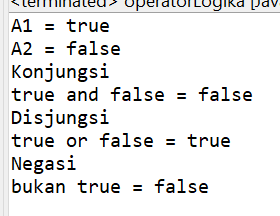 <terminated> operatorLogika [Jav
A1 = true
A2 = false
Konjungsi
true and false = false
Disjungsi
true or false = true
Negasi
bukan true = false